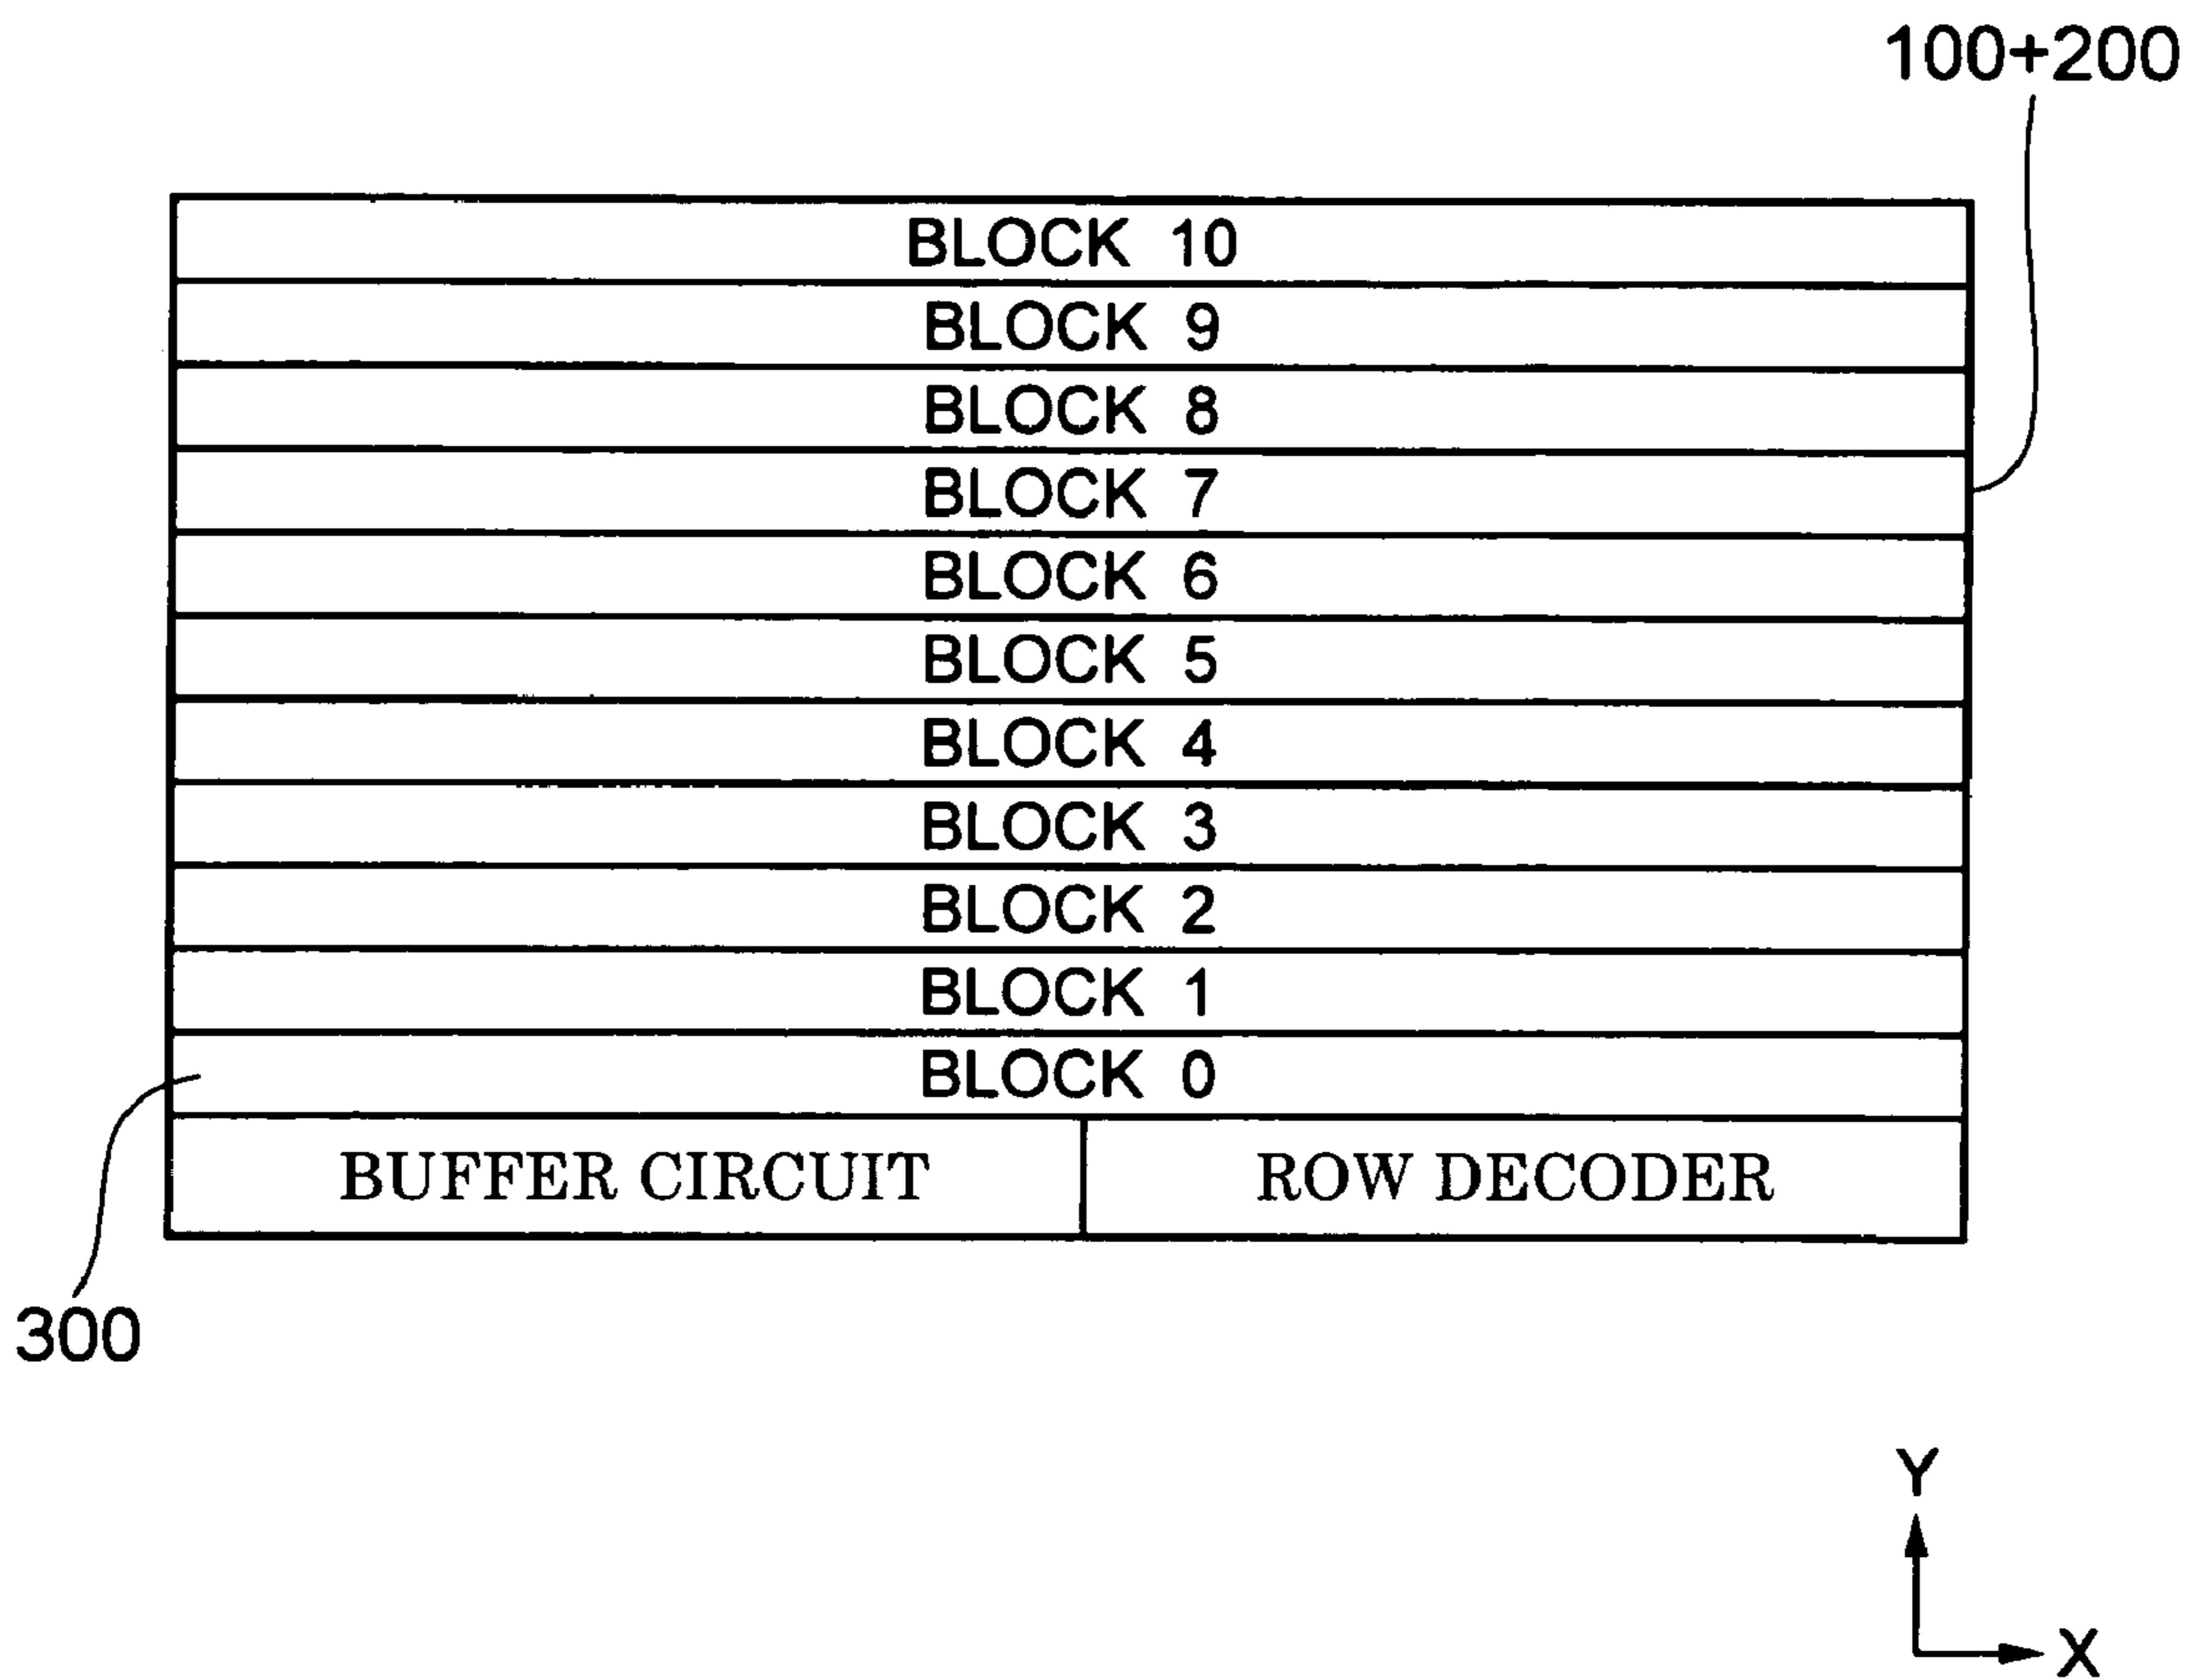 100+200
BLOCK 10
BLOCK 9
BLOCK 8
BLOCK 7
BLOCK 6
BLOCK 5
BLOCK 4
BLOCK 3
BLOCK 2
BLOCK 1
BLOCK 0
BUFFER CIRCUIT
ROW DECODER
300
Y
X